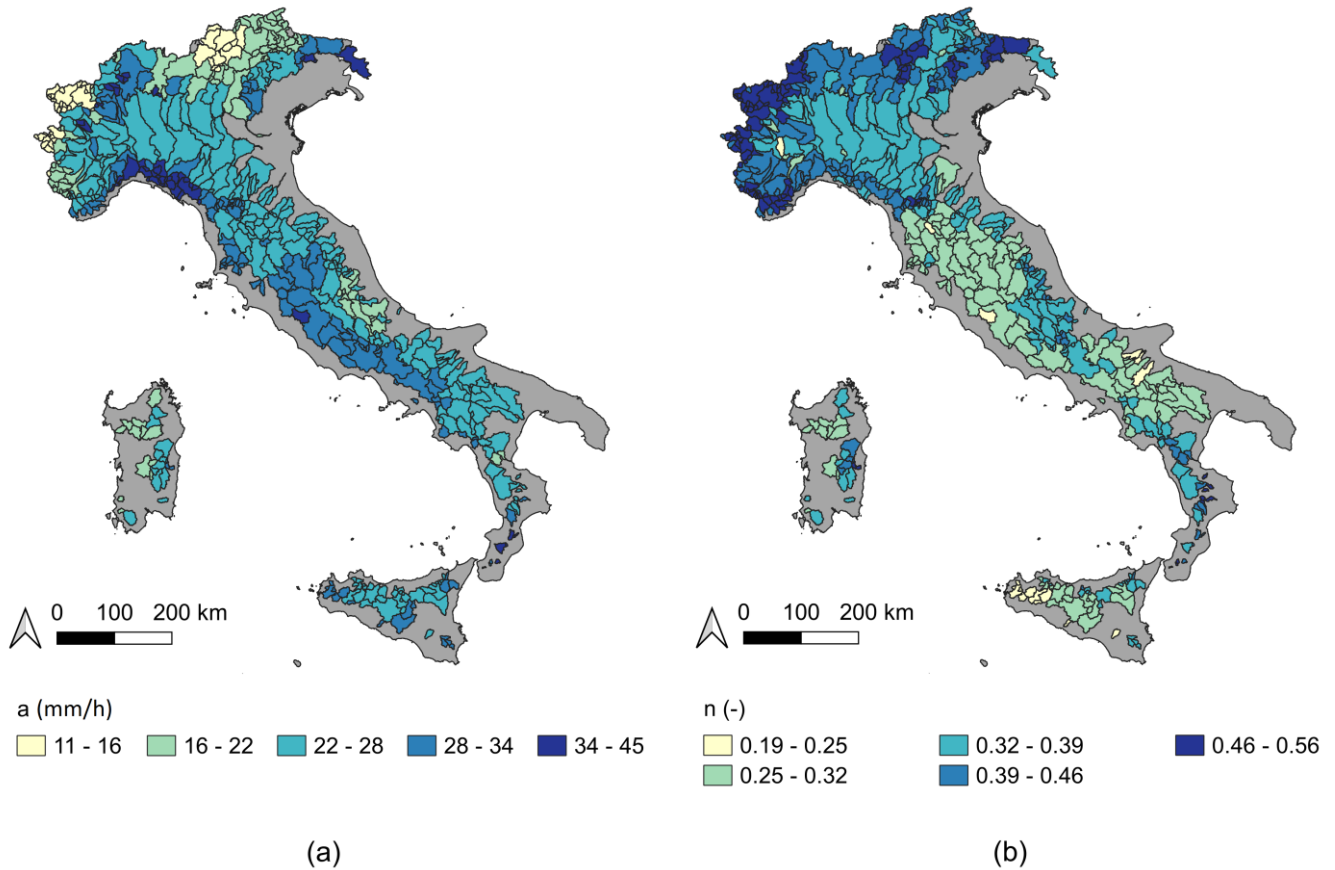 0 100 200 km
0 100 200 km
a (mm/h)
11 - 16 16 - 22 22 - 28 28 - 34 34 - 45
n (-)
0.19 - 0.25 0.32 - 0.39 0.46 - 0.56
0.25 - 0.32 0.39 - 0.46
(a)
(b)